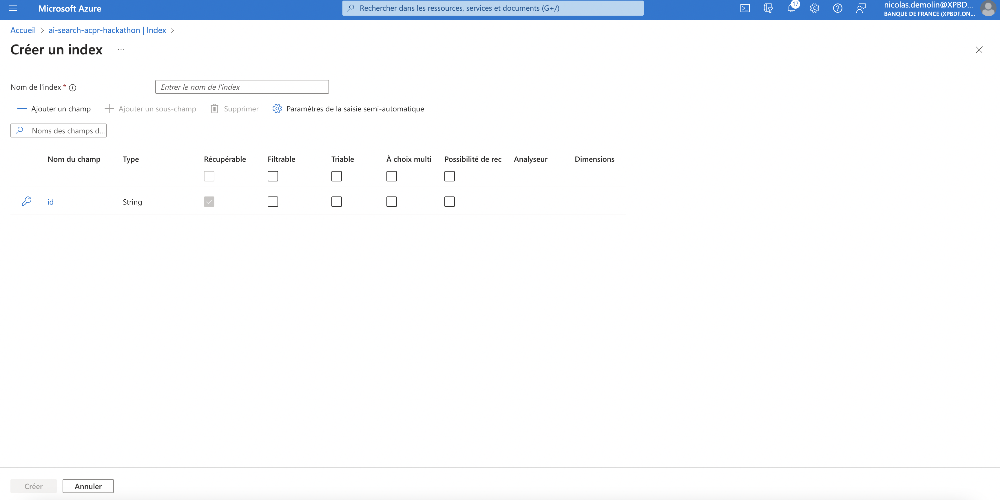 Microsoft Azure
Rechercher dans les ressources, services et documents (G+/)
17
nicolas.demolin@XPBD...
BANQUE DE FRANCE (XPBDF.ON...
Accueil > ai-search-acpr-hackathon | Index >
Créer un index ...
Nom de l'index * 
Entrer le nom de l'index
Ajouter un champ
Ajouter un sous-champ
Supprimer
Paramètres de la saisie semi-automatique
Noms des champs d...
Nom du champ Type Récupérable Filtrable Triable À choix multi Possibilité de rec Analyseur Dimensions
id String
Créer Annuler